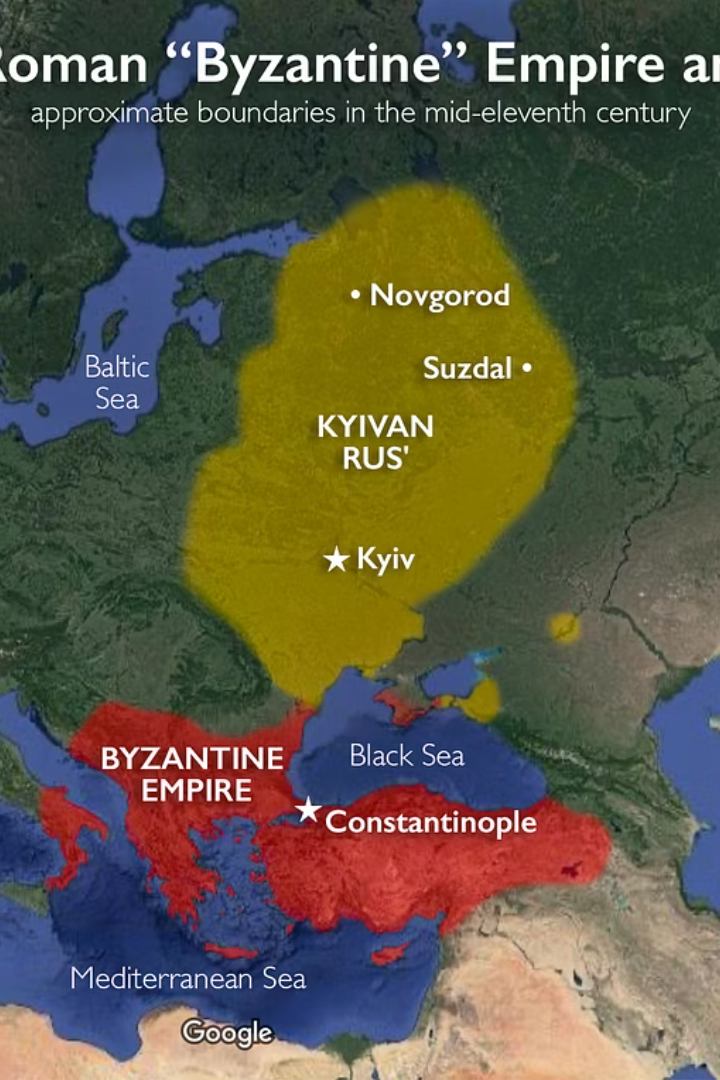 Roman “Byzantine” Empire an
approximate boundaries in the mid-eleventh century
• Novgorod
Suzdal •
Baltic
Sea
KYIVAN
RUS'
★ Kyiv
BYZANTINE
EMPIRE
Black Sea
★ Constantinople
Mediterranean Sea
Google